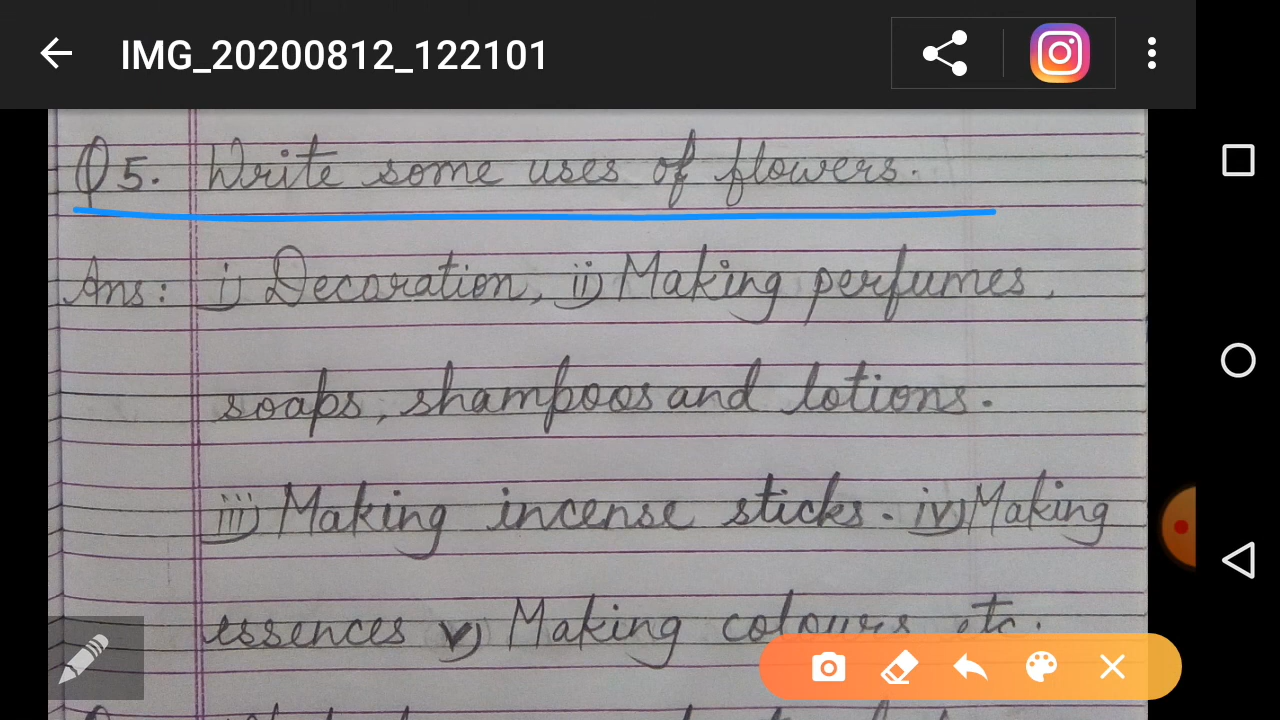 IMG_20200812_122101
Q5. Write some uses of flowers.
Ans: i) Decoration, ii) Making perfumes,
soaps, shampoos and lotions.
iii) Making incense sticks. iv) Making
essences v) Making colours etc.